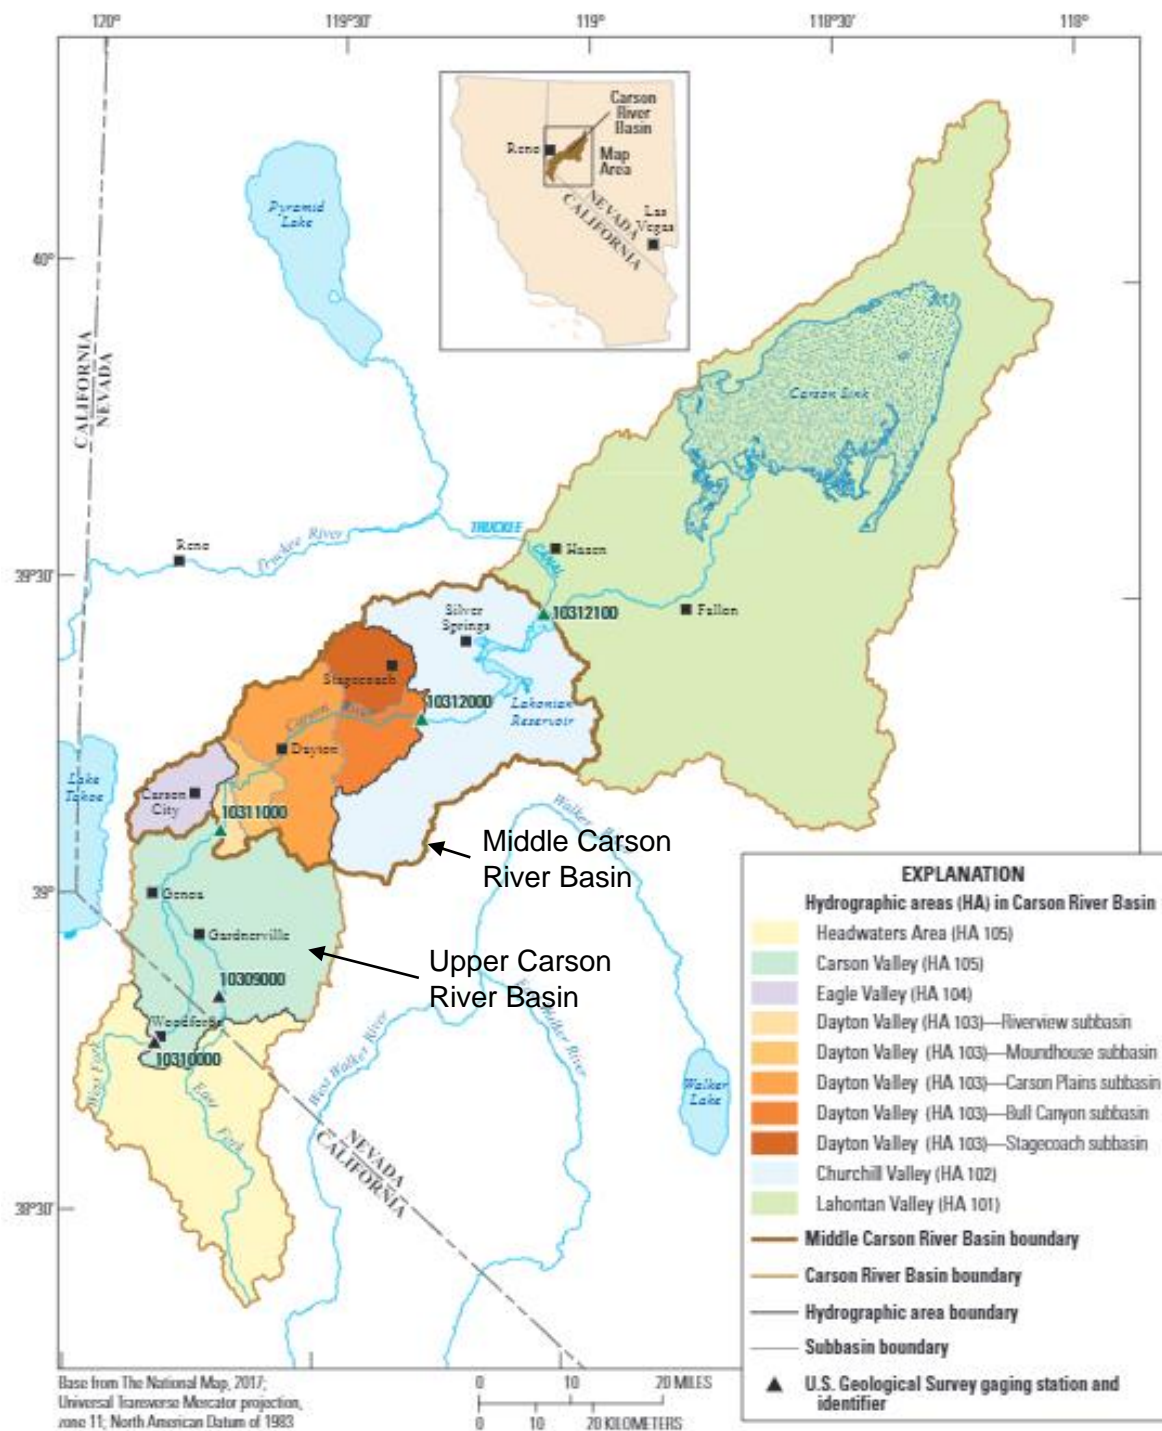 120°
119°30'
119°
118°30'
118°
40°
39°30'
39°
38°30'
Carson
River
Basin
Reno
Map
Area
NEVADA
CALIFORNIA
Las
Vegas
Pyramid
Lake
CALIFORNIA
NEVADA
Carson Sink
Reno
Truckee River
TRUCKEE
CANAL
Hazen
Fallon
10312100
Silver
Springs
Stagecoach
10312000
Lahontan
Reservoir
Carson River
Dayton
Lake
Tahoe
Carson
City
10311000
Middle Carson
River Basin
Walker River
Genoa
Gardnerville
Upper Carson
River Basin
10309000
Woodfords
10310000
West Fork
East
Fork
West Walker River
East Walker River
Walker
Lake
NEVADA
CALIFORNIA
EXPLANATION
Hydrographic areas (HA) in Carson River Basin
Headwaters Area (HA 105)
Carson Valley (HA 105)
Eagle Valley (HA 104)
Dayton Valley (HA 103)—Riverview subbasin
Dayton Valley (HA 103)—Moundhouse subbasin
Dayton Valley (HA 103)—Carson Plains subbasin
Dayton Valley (HA 103)—Bull Canyon subbasin
Dayton Valley (HA 103)—Stagecoach subbasin
Churchill Valley (HA 102)
Lahontan Valley (HA 101)
Middle Carson River Basin boundary
Carson River Basin boundary
Hydrographic area boundary
Subbasin boundary
U.S. Geological Survey gaging station and
identifier
Base from The National Map, 2017;
Universal Transverse Mercator projection,
zone 11; North American Datum of 1983
0 10 20 MILES
0 10 20 KILOMETERS